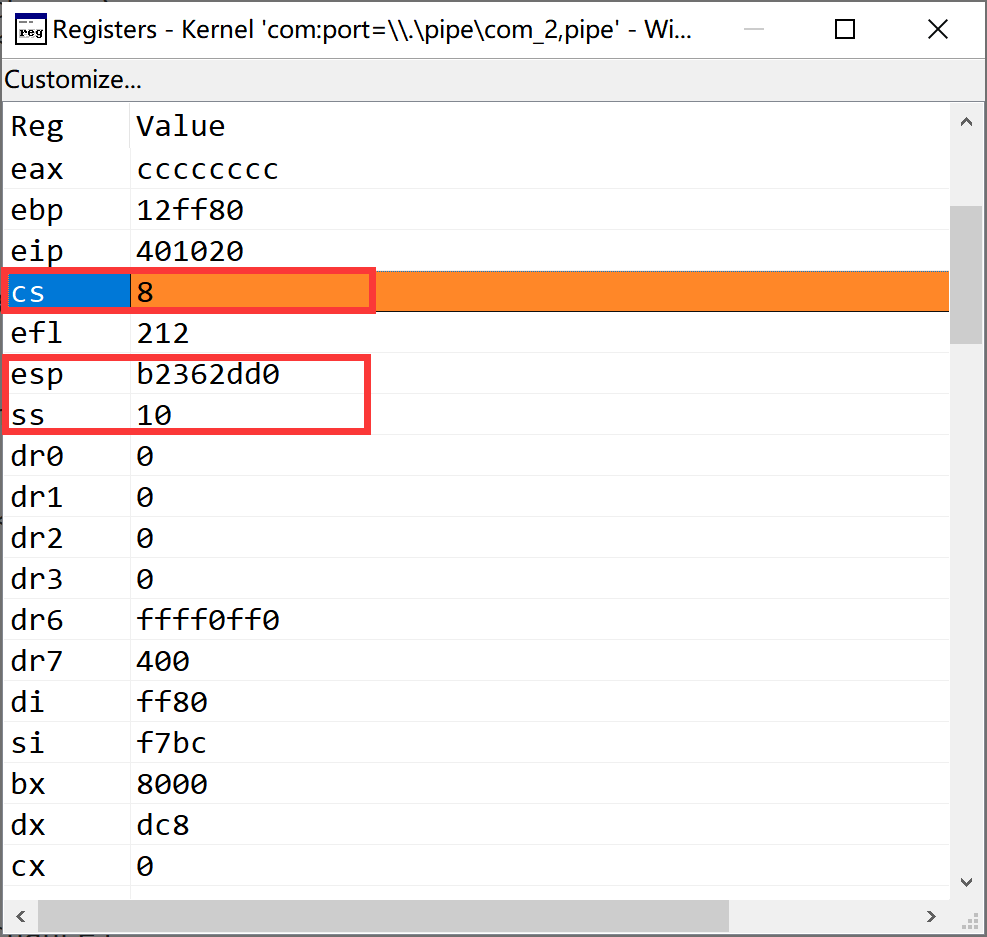 reg Registers - Kernel 'com:port=\\.\pipe\com_2,pipe' - Wi...
Customize...
Reg Value
eax cccccccc
ebp 12ff80
eip 401020
cs 8
efl 212
esp b2362dd0
ss 10
dr0 0
dr1 0
dr2 0
dr3 0
dr6 ffff0ff0
dr7 400
di ff80
si f7bc
bx 8000
dx dc8
cx 0